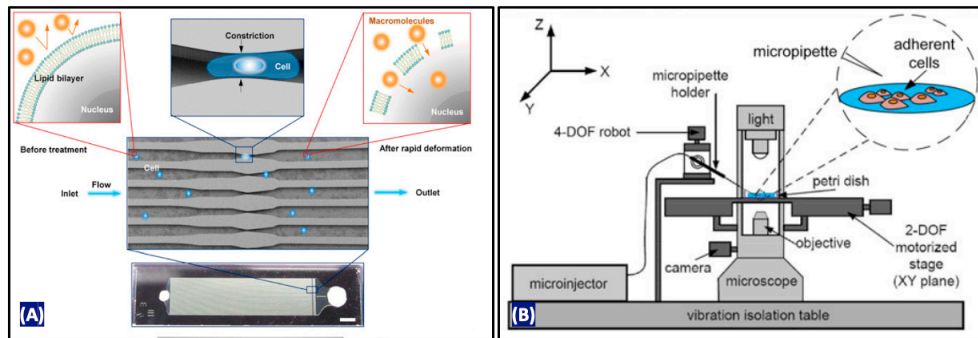 Lipid bilayer
Nucleus
Constriction
Cell
Macromolecules
Nucleus
Before treatment
After rapid deformation
Cell
Inlet
Flow
Outlet
(A)
Z
X
Y
micropipette
holder
4-DOF robot
light
micropipette
adherent
cells
petri dish
objective
2-DOF
motorized
stage
(XY plane)
camera
microinjector
microscope
vibration isolation table
(B)